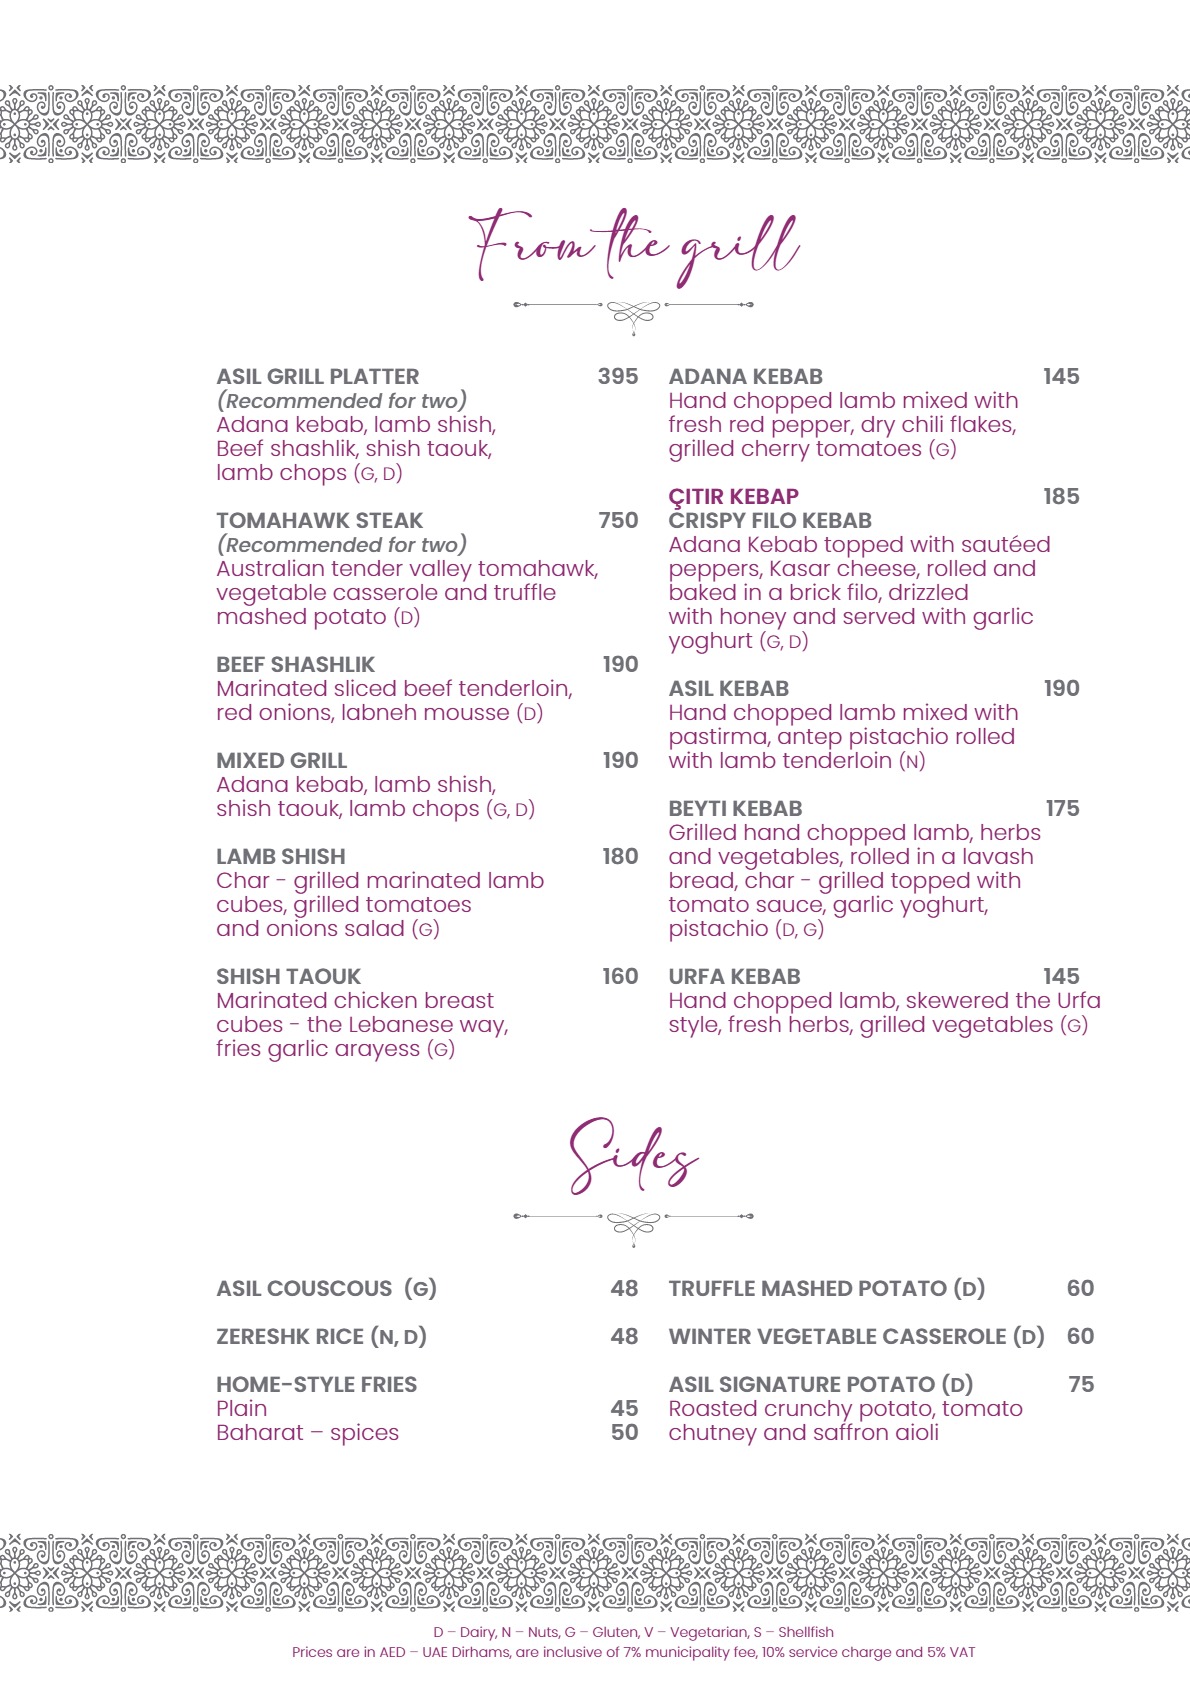 From the grill
ASIL GRILL PLATTER 395
(Recommended for two)
Adana kebab, lamb shish,
Beef shashlik, shish taouk,
lamb chops (G, D)
TOMAHAWK STEAK 750
(Recommended for two)
Australian tender valley tomahawk,
vegetable casserole and truffle
mashed potato (D)
BEEF SHASHLIK 190
Marinated sliced beef tenderloin,
red onions, labneh mousse (D)
MIXED GRILL 190
Adana kebab, lamb shish,
shish taouk, lamb chops (G, D)
LAMB SHISH 180
Char - grilled marinated lamb
cubes, grilled tomatoes
and onions salad (G)
SHISH TAOUK 160
Marinated chicken breast
cubes - the Lebanese way,
fries garlic arayess (G)
ADANA KEBAB 145
Hand chopped lamb mixed with
fresh red pepper, dry chili flakes,
grilled cherry tomatoes (G)
ÇITIR KEBAP 185
CRISPY FILO KEBAB
Adana Kebab topped with sautéed
peppers, Kasar cheese, rolled and
baked in a brick filo, drizzled
with honey and served with garlic
yoghurt (G, D)
ASIL KEBAB 190
Hand chopped lamb mixed with
pastirma, antep pistachio rolled
with lamb tenderloin (N)
BEYTI KEBAB 175
Grilled hand chopped lamb, herbs
and vegetables, rolled in a lavash
bread, char - grilled topped with
tomato sauce, garlic yoghurt,
pistachio (D, G)
URFA KEBAB 145
Hand chopped lamb, skewered the Urfa
style, fresh herbs, grilled vegetables (G)
Sides
ASIL COUSCOUS (G) 48
ZERESHK RICE (N, D) 48
HOME-STYLE FRIES
Plain 45
Baharat – spices 50
TRUFFLE MASHED POTATO (D) 60
WINTER VEGETABLE CASSEROLE (D) 60
ASIL SIGNATURE POTATO (D) 75
Roasted crunchy potato, tomato
chutney and saffron aioli
D – Dairy, N – Nuts, G – Gluten, V – Vegetarian, S – Shellfish
Prices are in AED – UAE Dirhams, are inclusive of 7% municipality fee, 10% service charge and 5% VAT